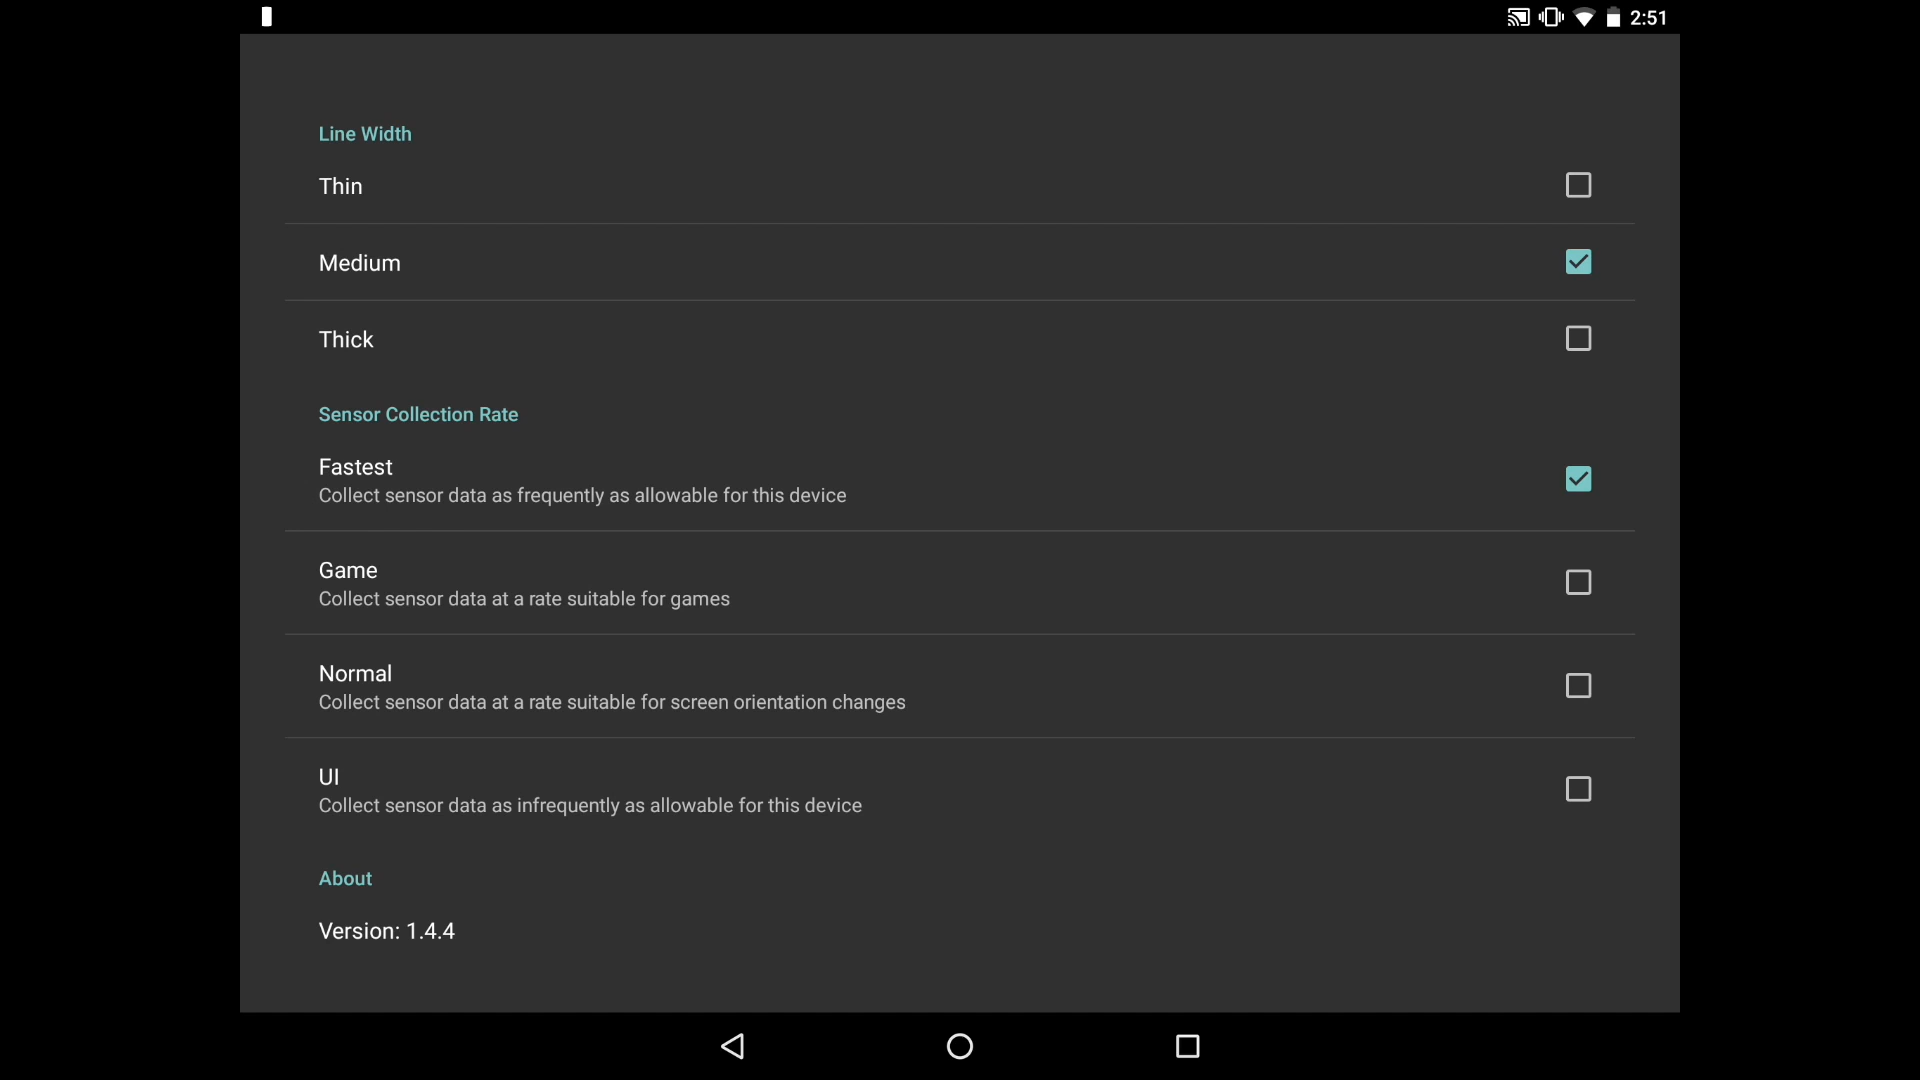 2:51
Line Width
Thin
Medium
Thick
Sensor Collection Rate
Fastest
Collect sensor data as frequently as allowable for this device
Game
Collect sensor data at a rate suitable for games
Normal
Collect sensor data at a rate suitable for screen orientation changes
UI
Collect sensor data as infrequently as allowable for this device
About
Version: 1.4.4